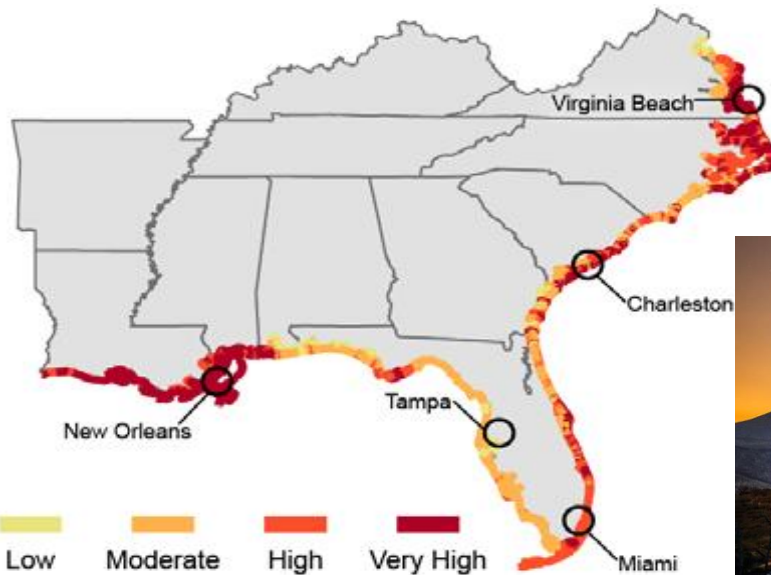 Virginia Beach
Charleston
Tampa
New Orleans
Miami
Low Moderate High Very High